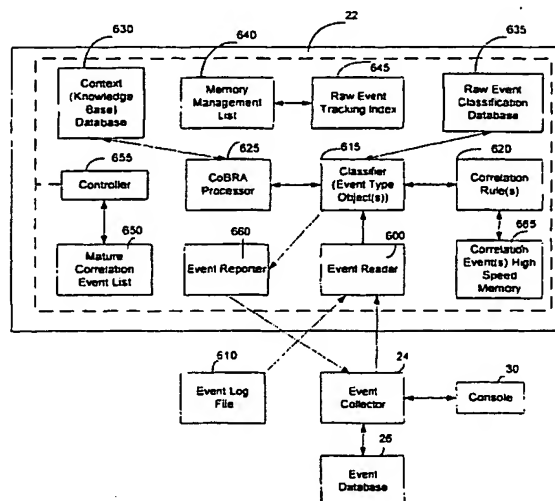 630
640
22
645
635
Context
(Knowledge
Base)
Database
Memory
Management
List
Raw Event
Tracking Index
Raw Event
Classification
Database
655
625
615
620
Controller
CoBRA
Processor
Classifier
(Event Type
Object(s))
Correlation
Rule(s)
650
660
600
665
Mature
Correlation
Event List
Event Reporter
Event Reader
Correlation
Event(s) High
Speed
Memory
610
24
30
Event Log
File
Event
Collector
Console
26
Event
Database